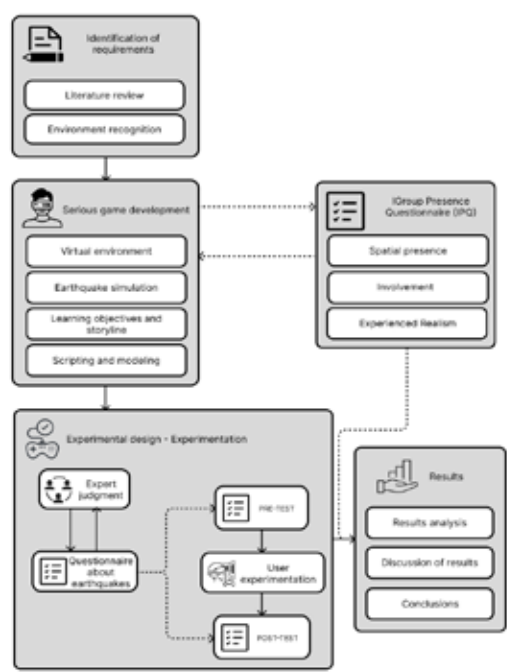 Identification of
requirements
Literature review
Environment recognition
Serious game development
Virtual environment
Earthquake simulation
Learning objectives and
storyline
Scripting and modeling
IGroup Presence
Questionnaire (IPQ)
Spatial presence
Involvement
Experienced Realism
Experimental design - Experimentation
Expert
judgment
Questionnaire
about
earthquakes
PRE-TEST
User
experimentation
POST-TEST
Results
Results analysis
Discussion of results
Conclusions